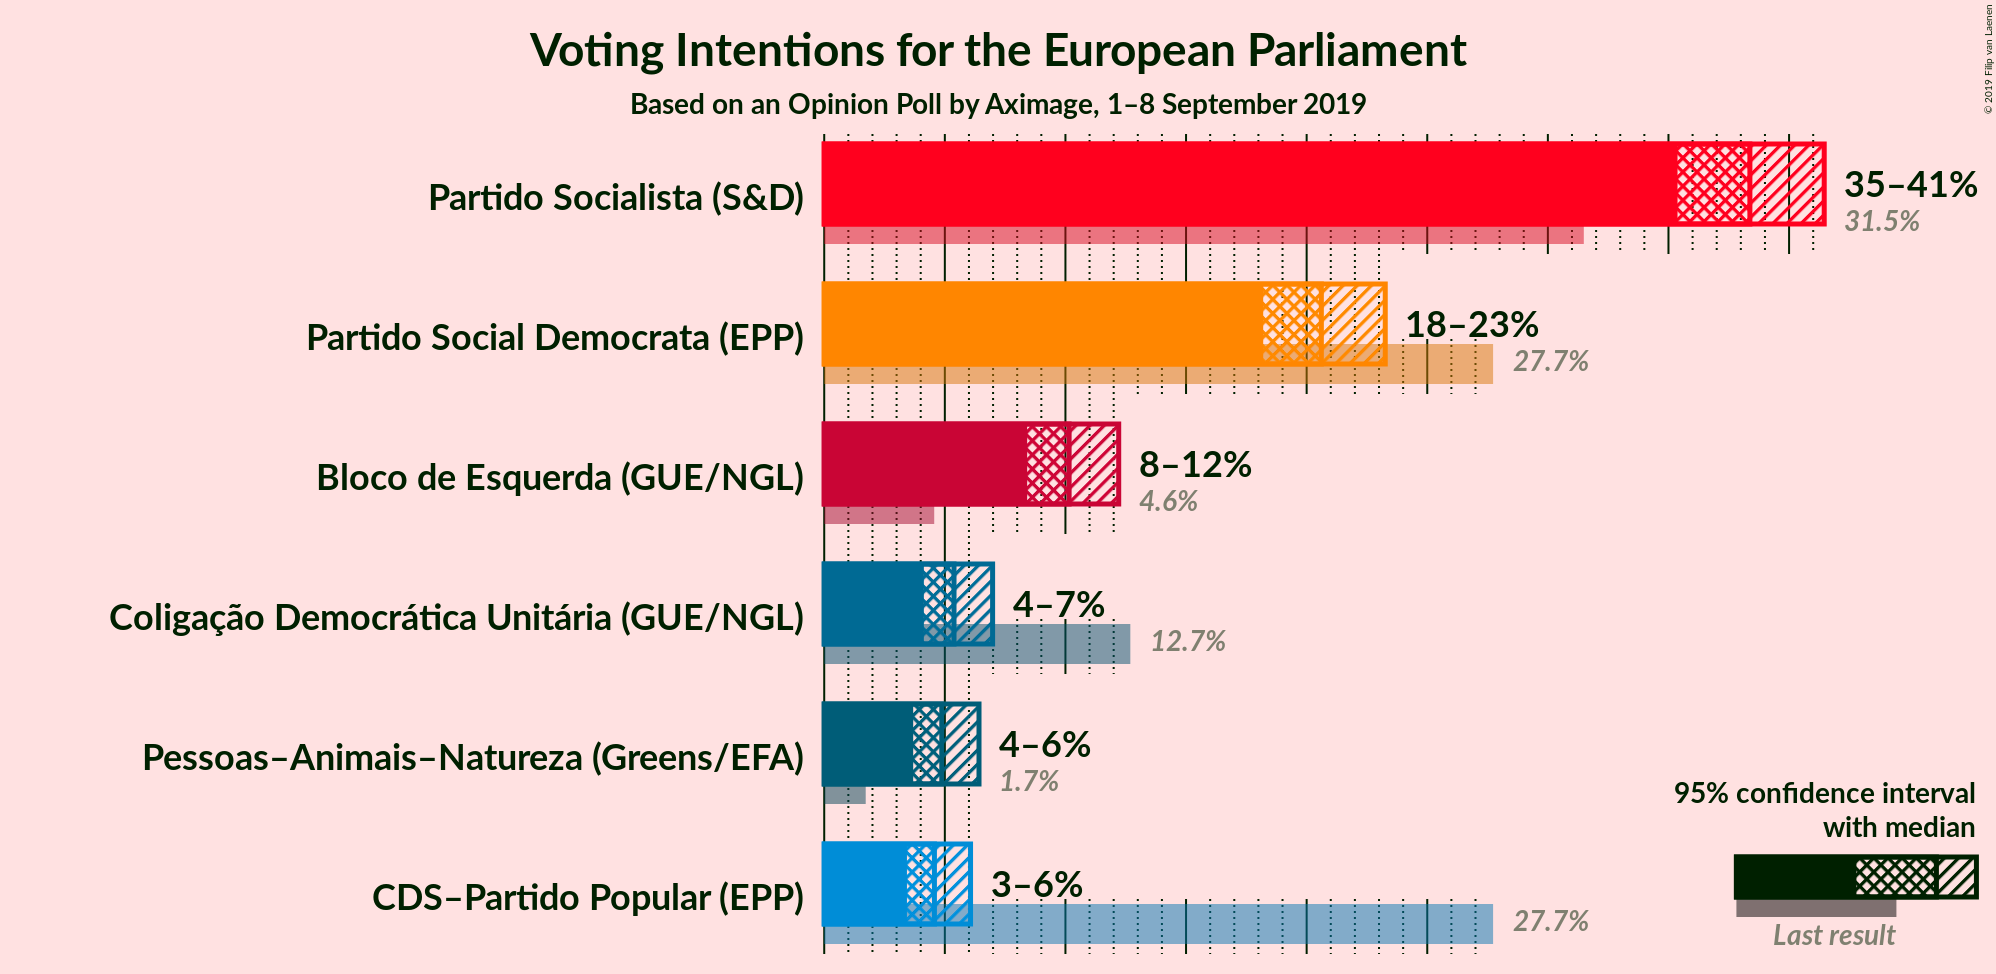 Voting Intentions for the European Parliament
Based on an Opinion Poll by Aximage, 1–8 September 2019
© 2019 Filip van Laenen
Partido Socialista (S&D)
35–41%
31.5%
Partido Social Democrata (EPP)
18–23%
27.7%
Bloco de Esquerda (GUE/NGL)
8–12%
4.6%
Coligação Democrática Unitária (GUE/NGL)
4–7%
12.7%
Pessoas–Animais–Natureza (Greens/EFA)
4–6%
1.7%
CDS–Partido Popular (EPP)
3–6%
27.7%
95% confidence interval
with median
Last result